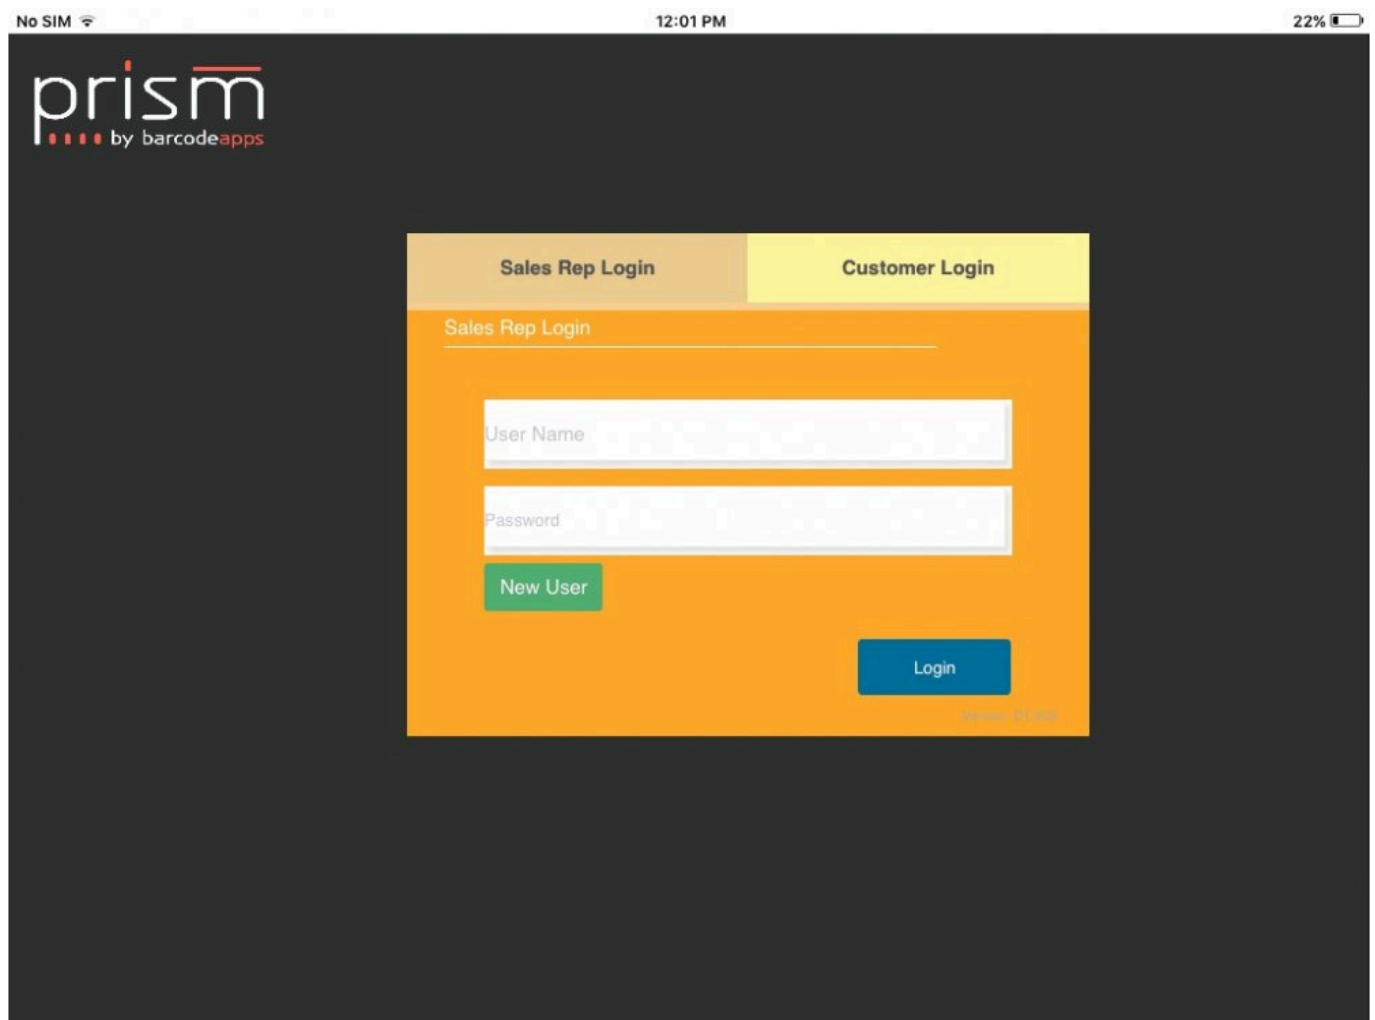 No SIM 12:01 PM 22%
prism
by barcodeapps
Sales Rep Login Customer Login
Sales Rep Login
User Name
Password
New User
Login